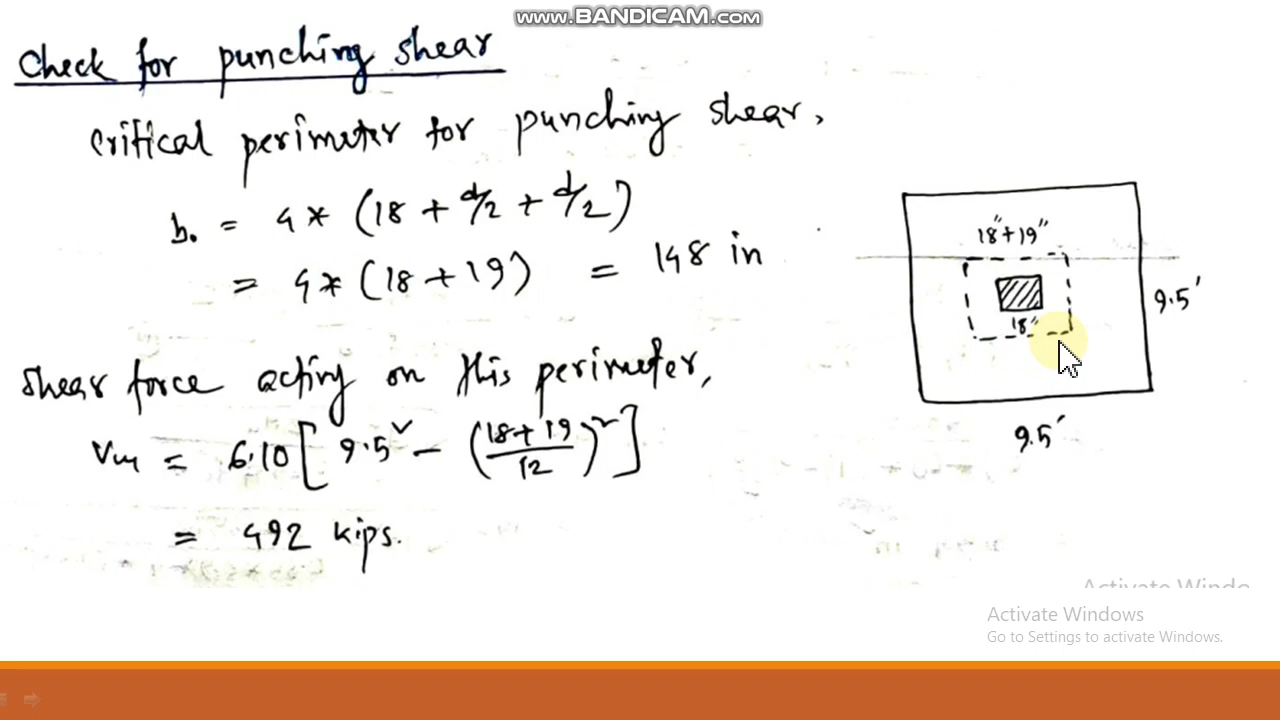 www.BANDICAM.com
Check for punching shear
critical perimeter for punching shear,
b₀ = 4 * (18 + d/2 + d/2)
= 4 * (18 + 19) = 148 in
18" + 19"
18"
9.5'
9.5'
Shear force acting on this perimeter,
Vu = 6.10 [ 9.5² - ((18+19)/12)² ]
= 492 kips.
Activate Windo
Activate Windows
Go to Settings to activate Windows.